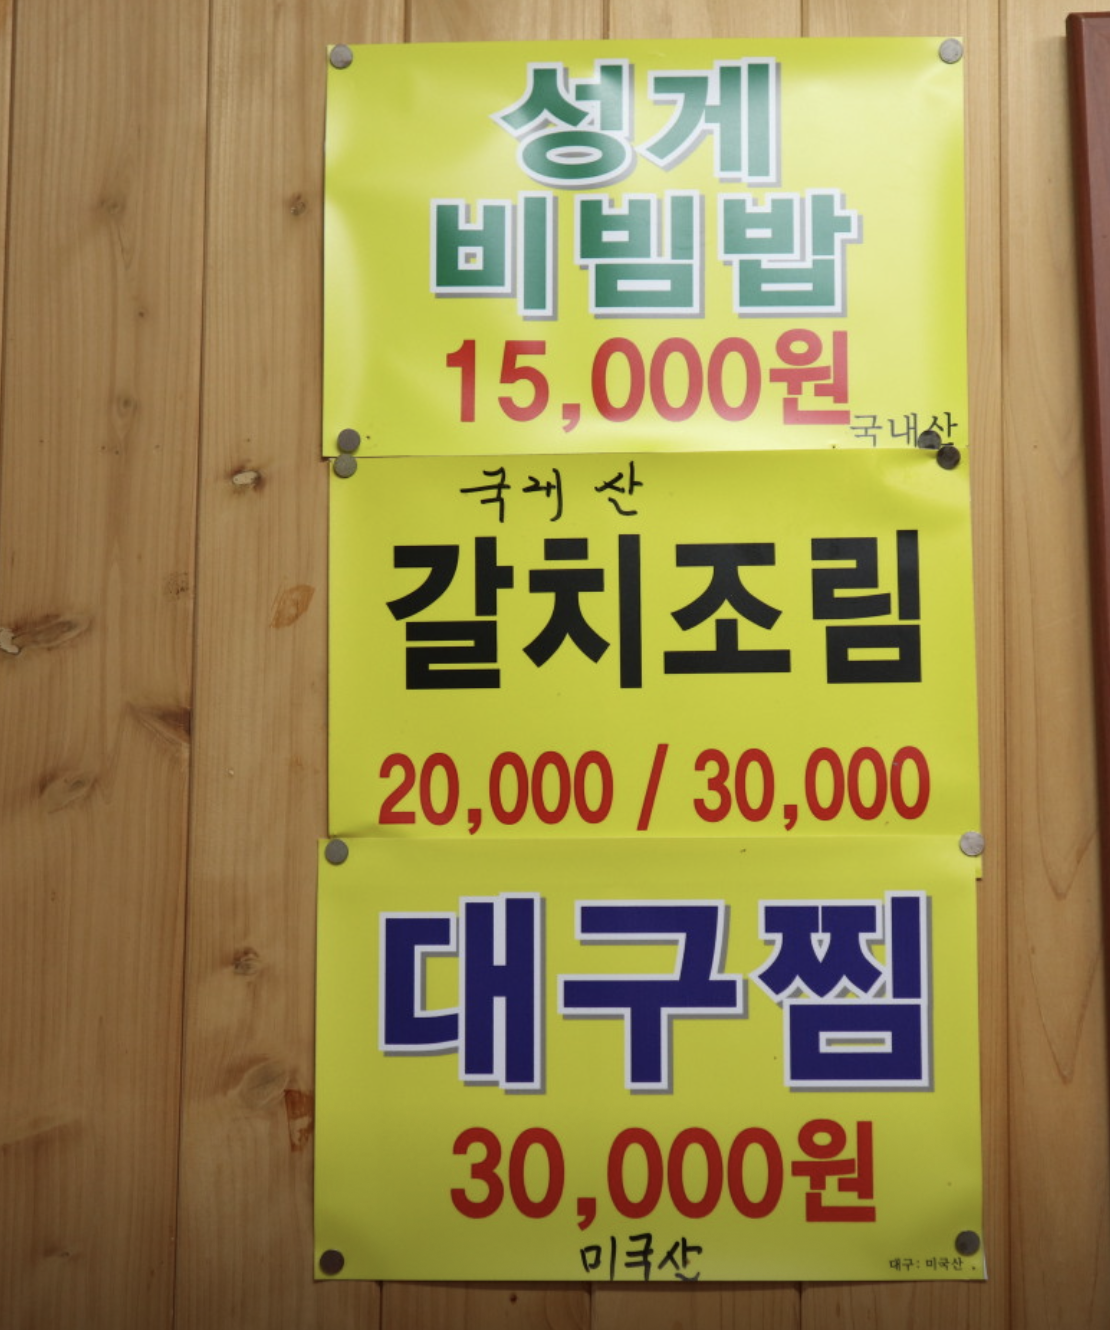 성게
비빔밥
15,000원
국내산
국내 산
갈치조림
20,000 / 30,000
대구찜
30,000원
미국산
대구: 미국산 .